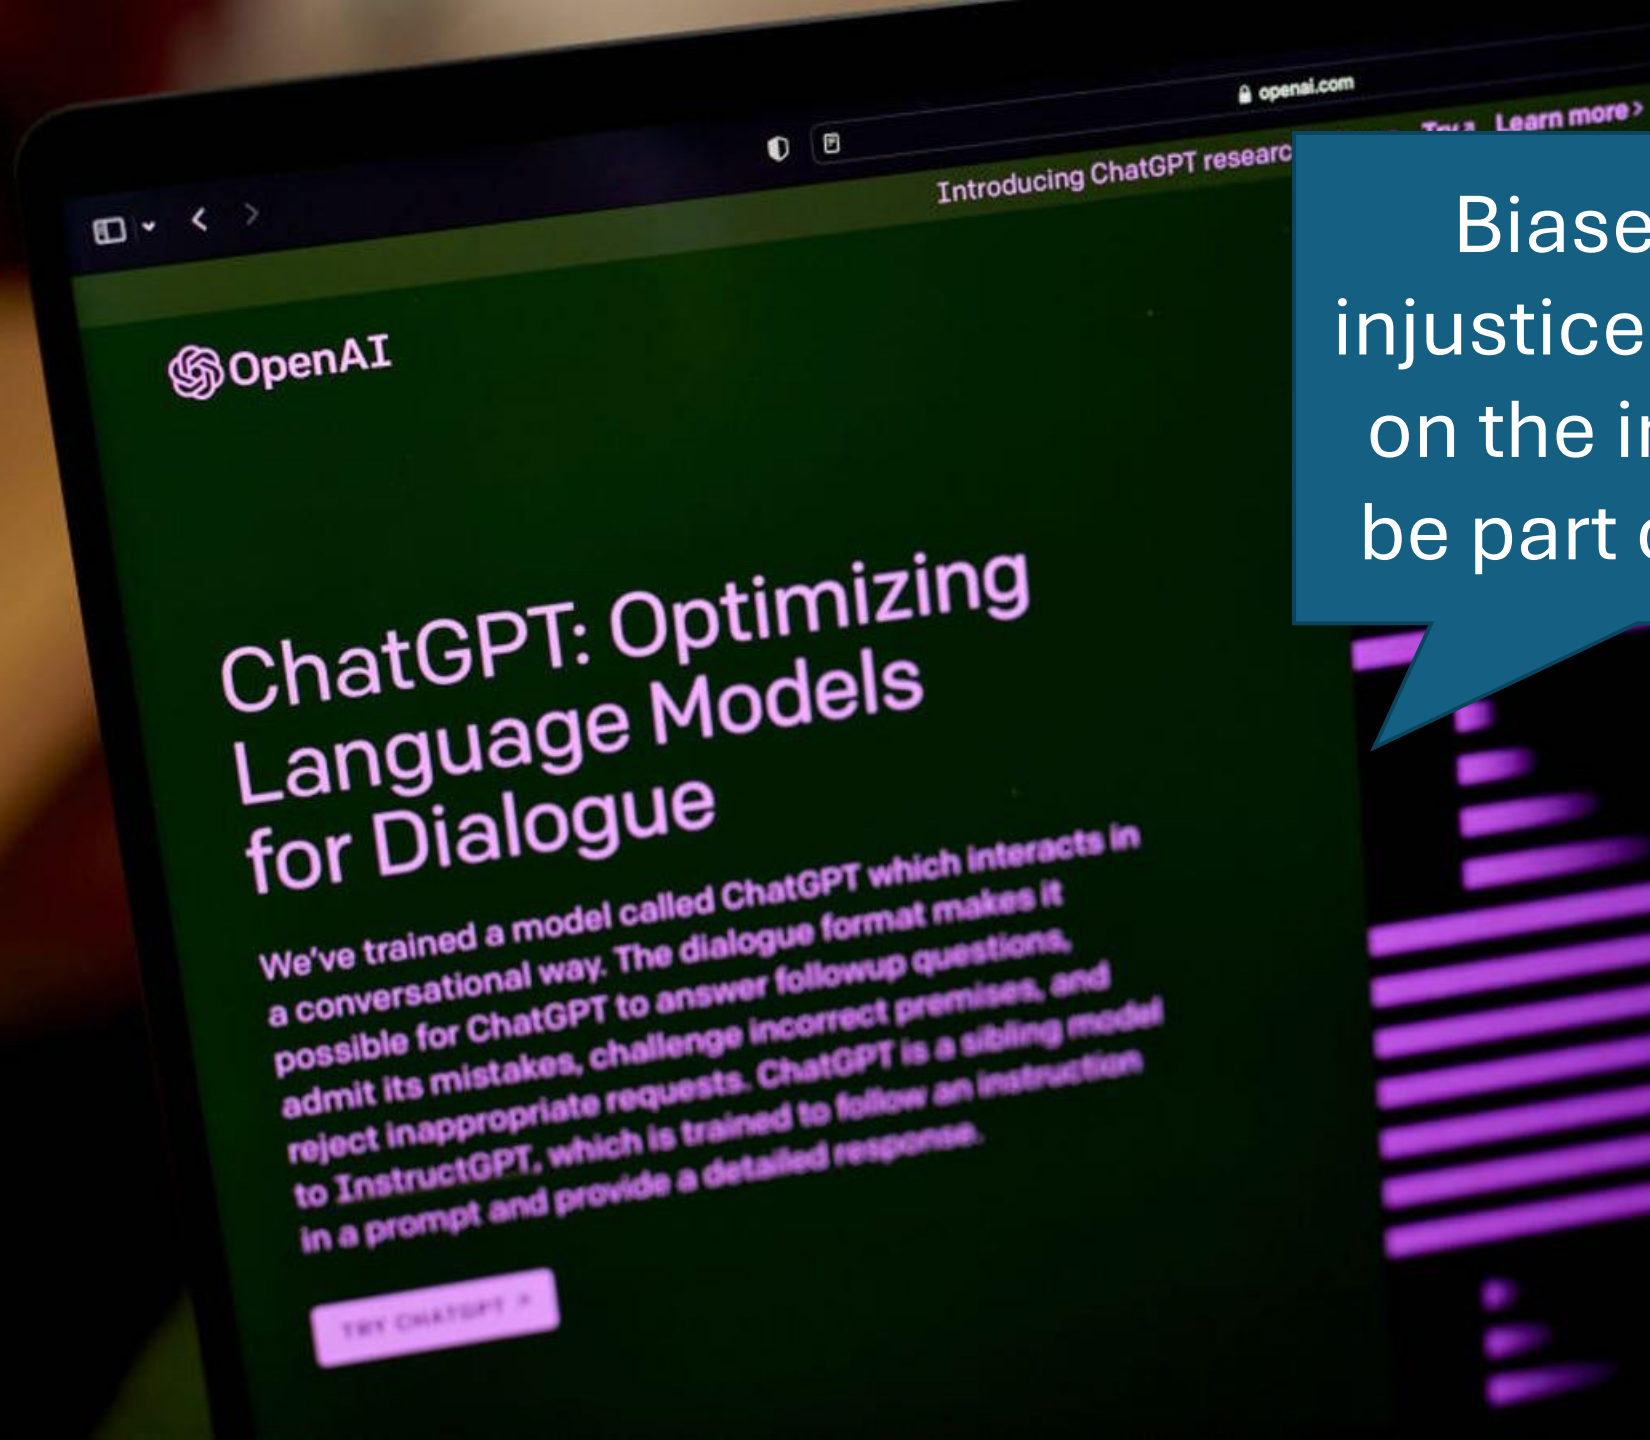 openai.com
Introducing ChatGPT researc
Learn more >
OpenAI
ChatGPT: Optimizing
Language Models
for Dialogue
We've trained a model called ChatGPT which interacts in
a conversational way. The dialogue format makes it
possible for ChatGPT to answer followup questions,
admit its mistakes, challenge incorrect premises, and
reject inappropriate requests. ChatGPT is a sibling model
to InstructGPT, which is trained to follow an instruction
in a prompt and provide a detailed response.
TRY CHATGPT
Biase
injustice
on the
be part